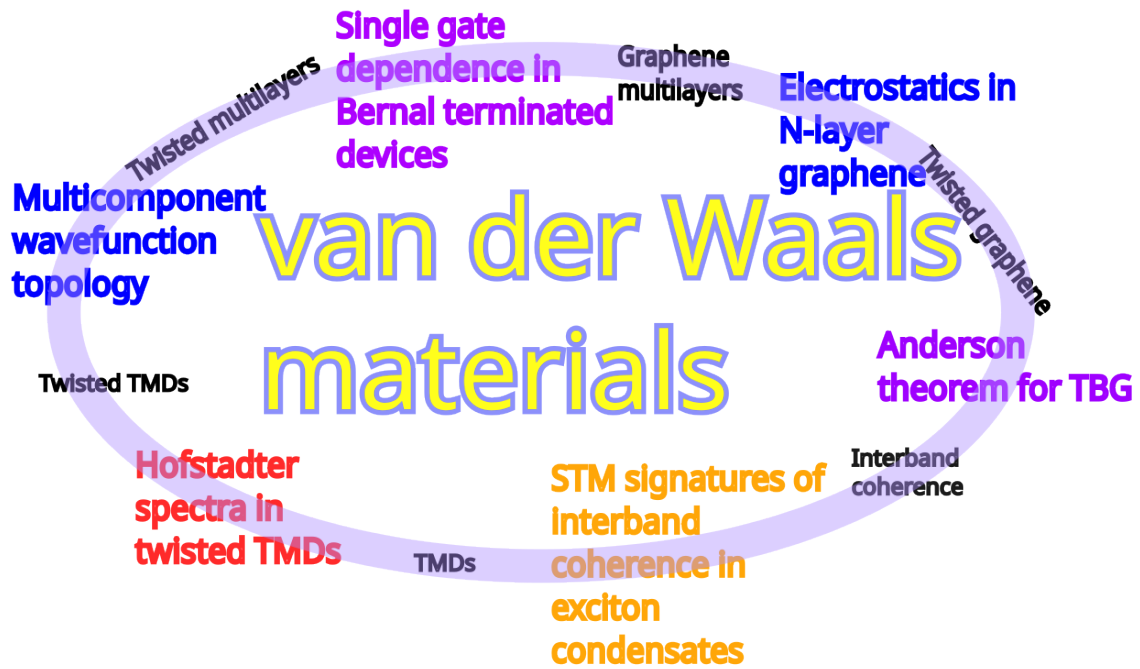 Single gate
dependence in
Bernal terminated
devices
Graphene
multilayers
Electrostatics in
N-layer
graphene
Twisted multilayers
Twisted graphene
Multicomponent
wavefunction
topology
van der Waals
materials
Anderson
theorem for TBG
Twisted TMDs
Interband
coherence
Hofstadter
spectra in
twisted TMDs
STM signatures of
interband
coherence in
exciton
condensates
TMDs